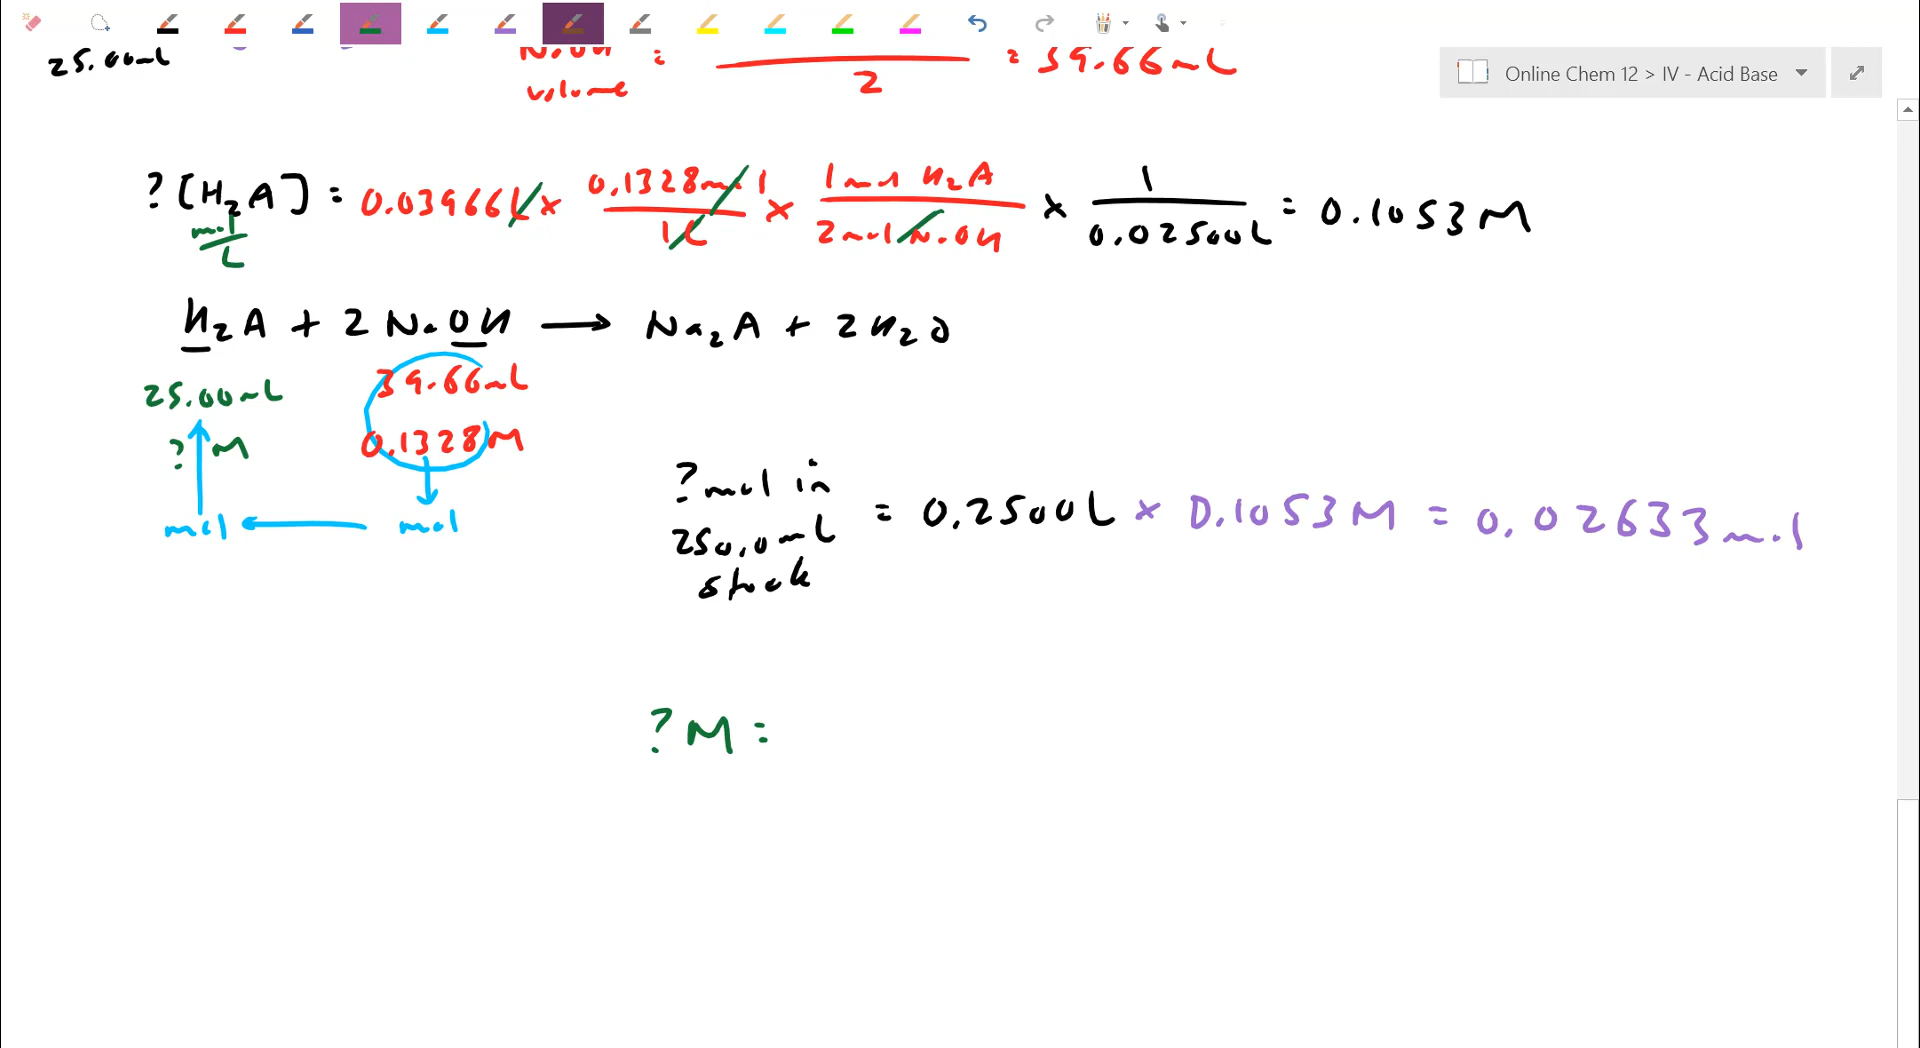 25.00mL
NaOH volume = / 2 = 39.66mL
Online Chem 12 > IV - Acid Base
?[H2A] = 0.03966L x 0.1328mol / 1L x 1mol H2A / 2mol NaOH x 1 / 0.02500L = 0.1053M
mol / L
H2A + 2NaOH → Na2A + 2H2O
25.00mL 39.66mL
? M 0.1328M
mol ← mol
?mol in 250.0mL stock = 0.2500L x 0.1053M = 0.02633mol
?M =